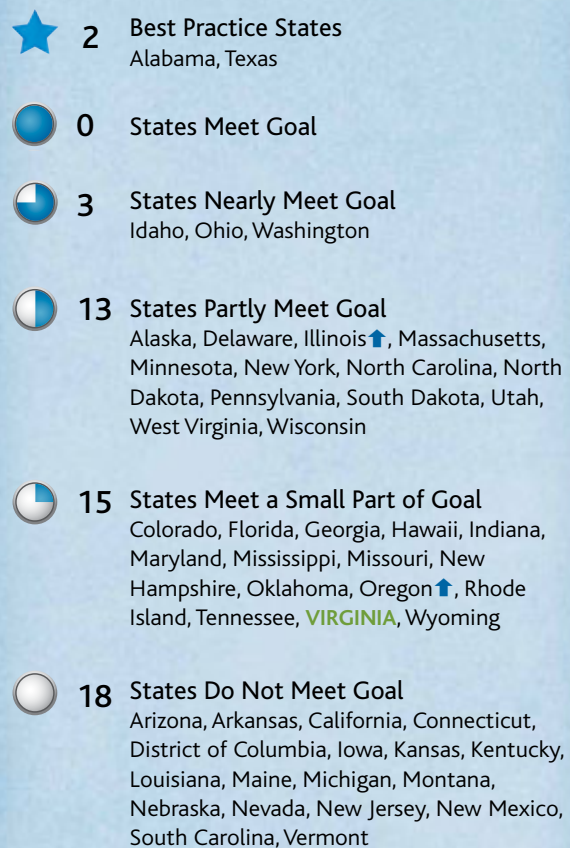 2 Best Practice States
Alabama, Texas
0 States Meet Goal
3 States Nearly Meet Goal
Idaho, Ohio, Washington
13 States Partly Meet Goal
Alaska, Delaware, Illinois⬆, Massachusetts,
Minnesota, New York, North Carolina, North
Dakota, Pennsylvania, South Dakota, Utah,
West Virginia, Wisconsin
15 States Meet a Small Part of Goal
Colorado, Florida, Georgia, Hawaii, Indiana,
Maryland, Mississippi, Missouri, New
Hampshire, Oklahoma, Oregon⬆, Rhode
Island, Tennessee, VIRGINIA, Wyoming
18 States Do Not Meet Goal
Arizona, Arkansas, California, Connecticut,
District of Columbia, Iowa, Kansas, Kentucky,
Louisiana, Maine, Michigan, Montana,
Nebraska, Nevada, New Jersey, New Mexico,
South Carolina, Vermont